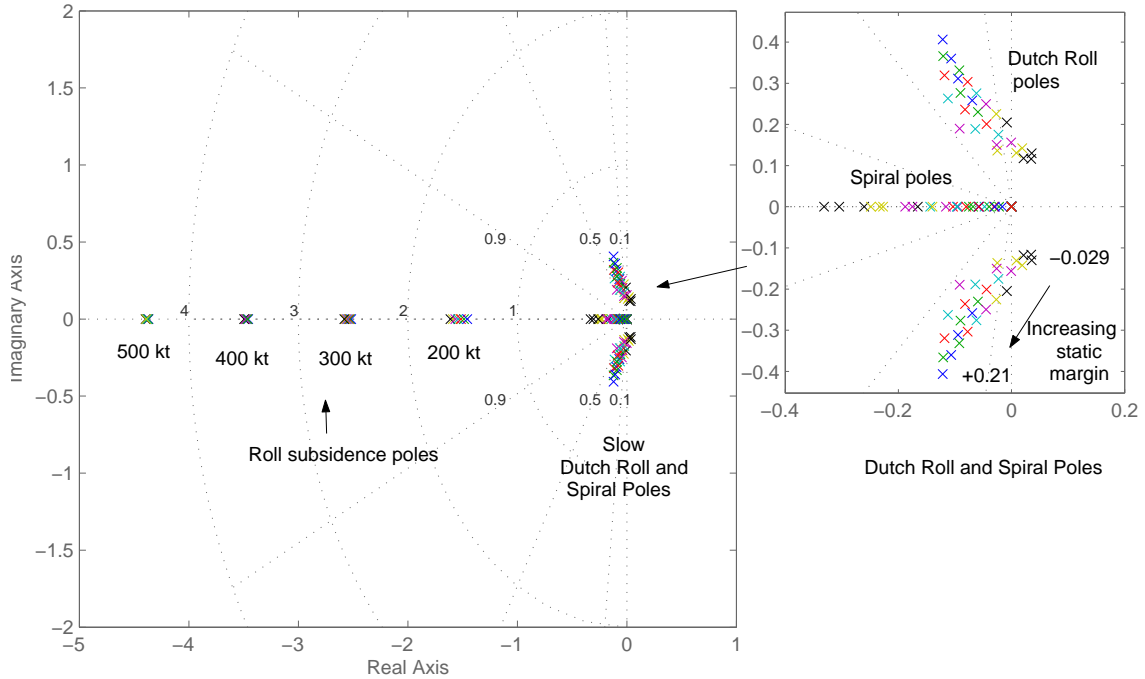 2
1.5
1
0.5
0
−0.5
−1
−1.5
−2
Imaginary Axis
−5
−4
−3
−2
−1
0
1
Real Axis
0.9
0.5
0.1
4
3
2
1
500 kt
400 kt
300 kt
200 kt
0.9
0.5
0.1
Roll subsidence poles
Slow
Dutch Roll and
Spiral Poles
0.4
0.3
0.2
0.1
0
−0.1
−0.2
−0.3
−0.4
−0.4
−0.2
0
0.2
Dutch Roll
poles
Spiral poles
−0.029
Increasing
static
margin
+0.21
Dutch Roll and Spiral Poles